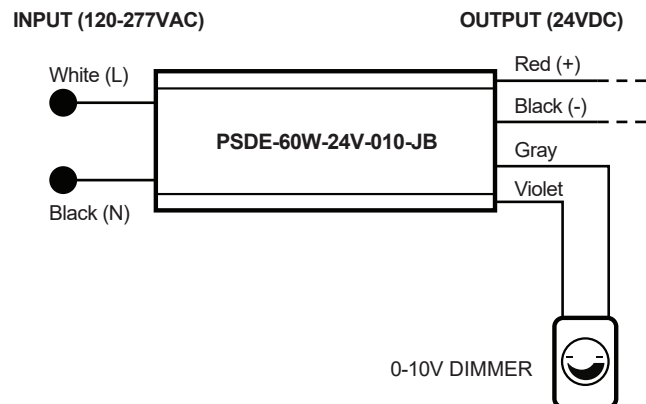 INPUT (120-277VAC)
OUTPUT (24VDC)
White (L)
Red (+)
Black (-)
PSDE-60W-24V-010-JB
Gray
Violet
Black (N)
0-10V DIMMER